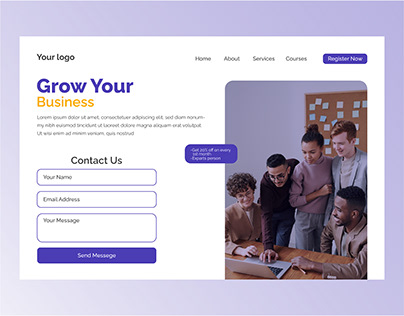 Your logo
Home About Services Courses Register Now
Grow Your
Business
Lorem ipsum dolor sit amet, consectetuer adipiscing elit, sed diam nonum-
my nibh euismod tincidunt ut laoreet dolore magna aliquam erat volutpat.
Ut wisi enim ad minim veniam, quis nostrud
-Get 20% off on every
1st month
-Experts person
Contact Us
Your Name
Email Address
Your Message
Send Messege